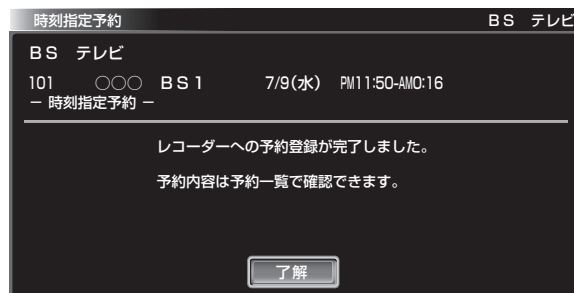 時刻指定予約 BS テレビ
BS テレビ
101 ○○○ BS1 7/9(水) PM11:50-AM0:16
− 時刻指定予約 −
レコーダーへの予約登録が完了しました。
予約内容は予約一覧で確認できます。
了解